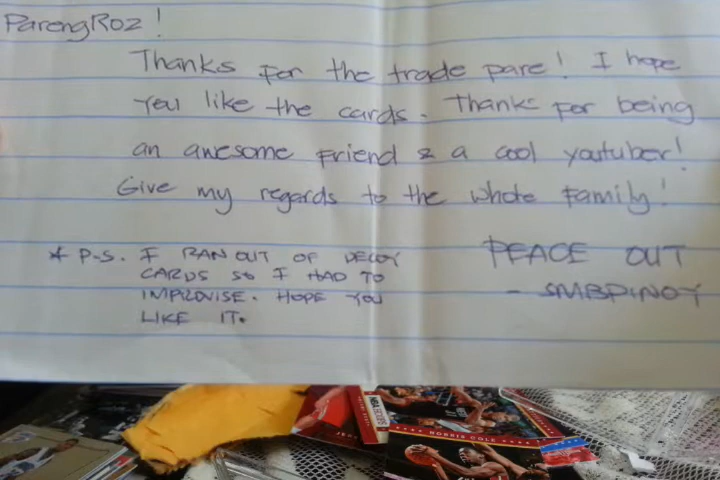 ParengRoz!
Thanks for the trade pare! I hope
you like the cards. Thanks for being
an awesome friend & a cool youtuber!
Give my regards to the whole family!
* P.S. I RAN OUT OF DECOY
CARDS SO I HAD TO
IMPROVISE. HOPE YOU
LIKE IT.
PEACE OUT
- SMBPINOY
NORRIS COLE